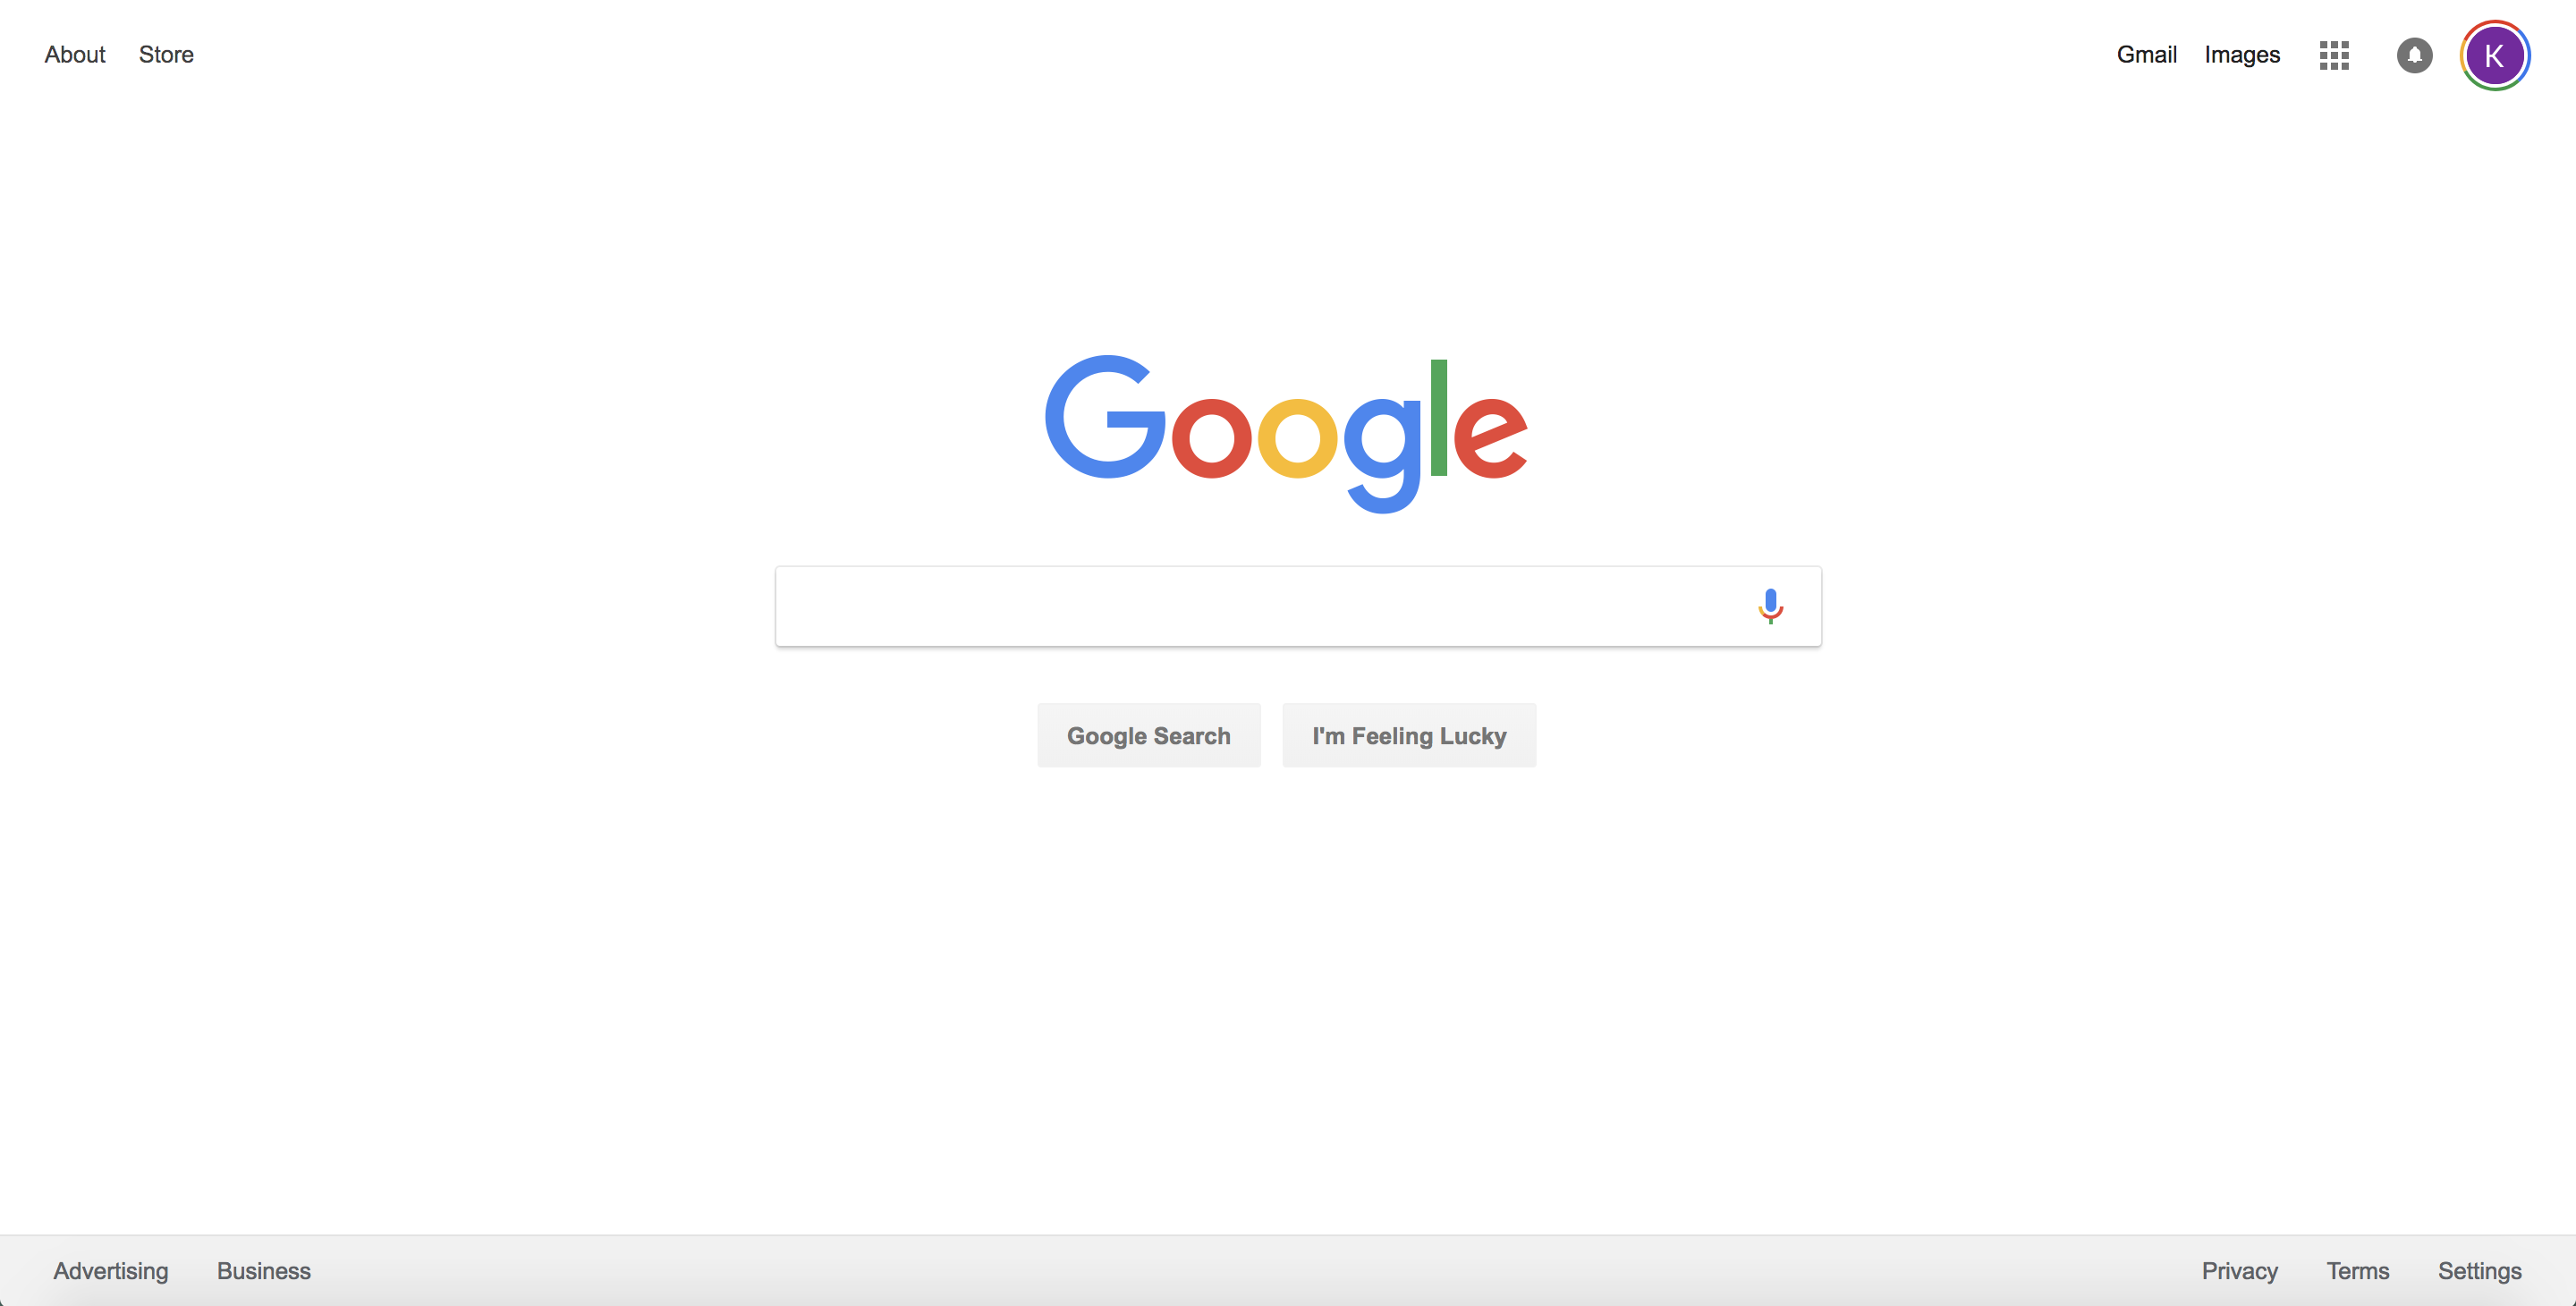 About Store Gmail Images K
Google
Google Search I'm Feeling Lucky
Advertising Business Privacy Terms Settings